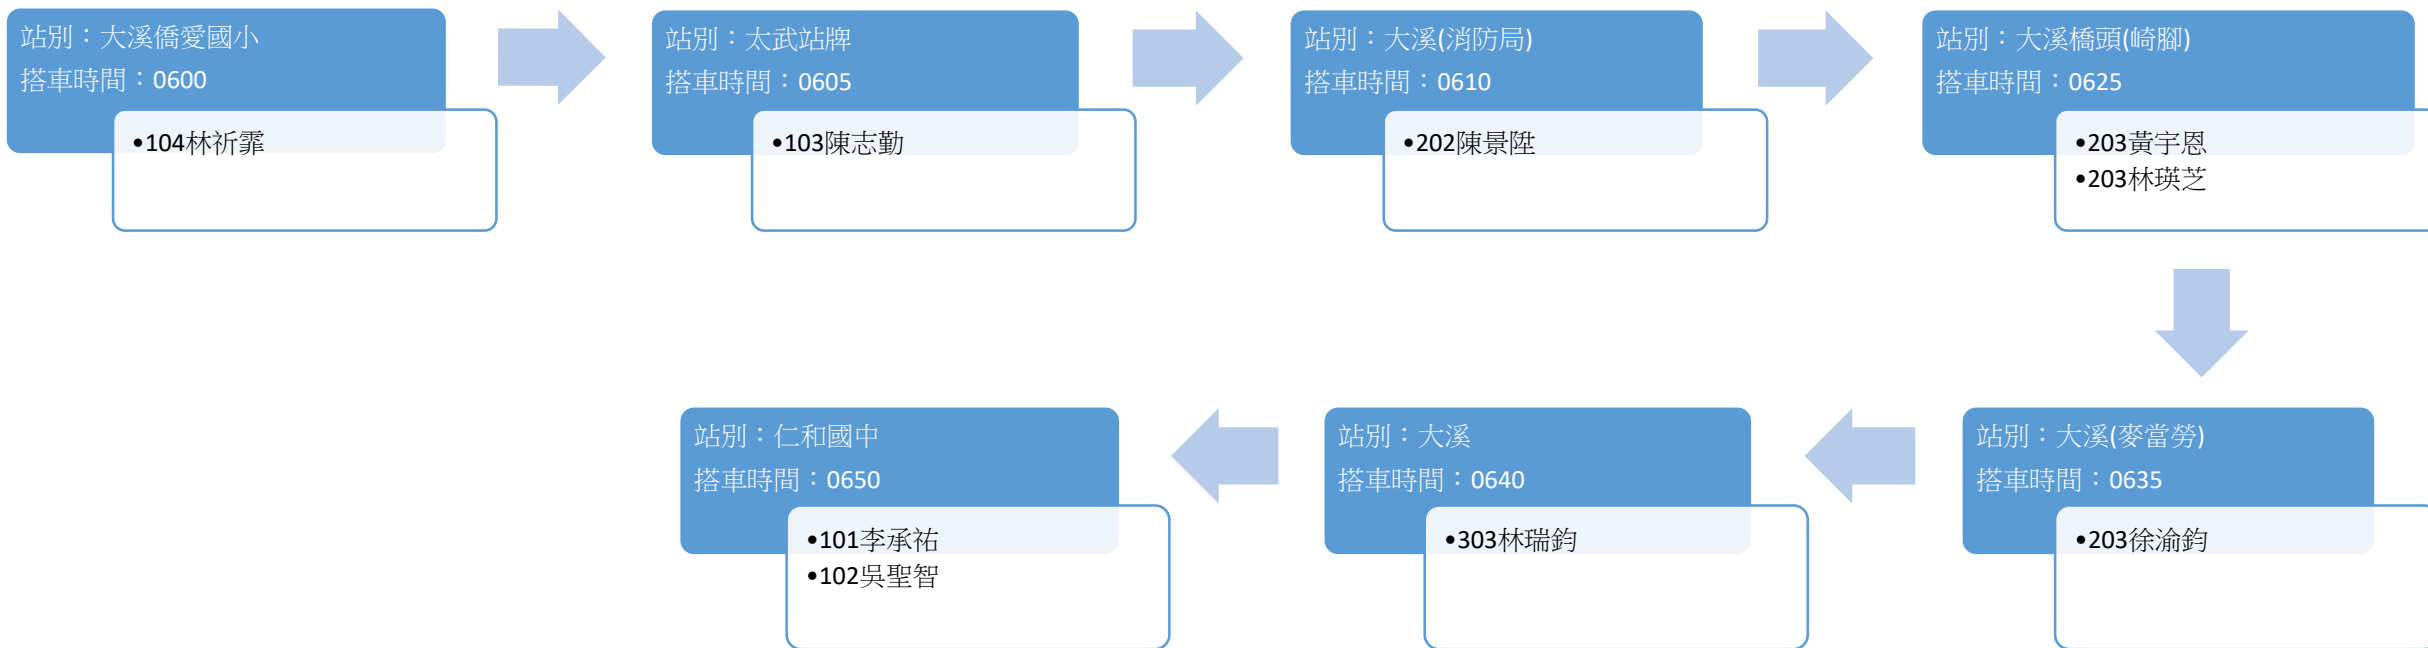 站別：大溪僑愛國小
搭車時間：0600
•104林祈霏
站別：太武站牌
搭車時間：0605
•103陳志勤
站別：大溪(消防局)
搭車時間：0610
•202陳景陞
站別：大溪橋頭(崎腳)
搭車時間：0625
•203黃宇恩
•203林瑛芝
站別：大溪(麥當勞)
搭車時間：0635
•203徐渝鈞
站別：大溪
搭車時間：0640
•303林瑞鈞
站別：仁和國中
搭車時間：0650
•101李承祐
•102吳聖智